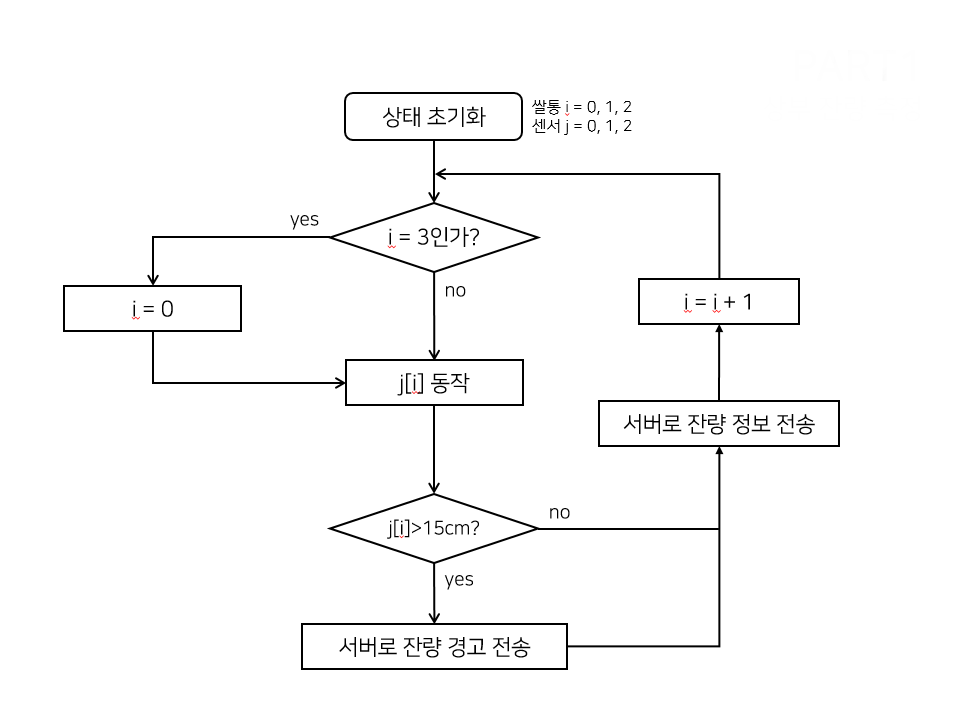 상태 초기화
쌀통 i = 0, 1, 2
센서 j = 0, 1, 2
yes
i = 3인가?
no
i = 0
i = i + 1
j[i] 동작
서버로 잔량 정보 전송
j[i]>15cm?
no
yes
서버로 잔량 경고 전송